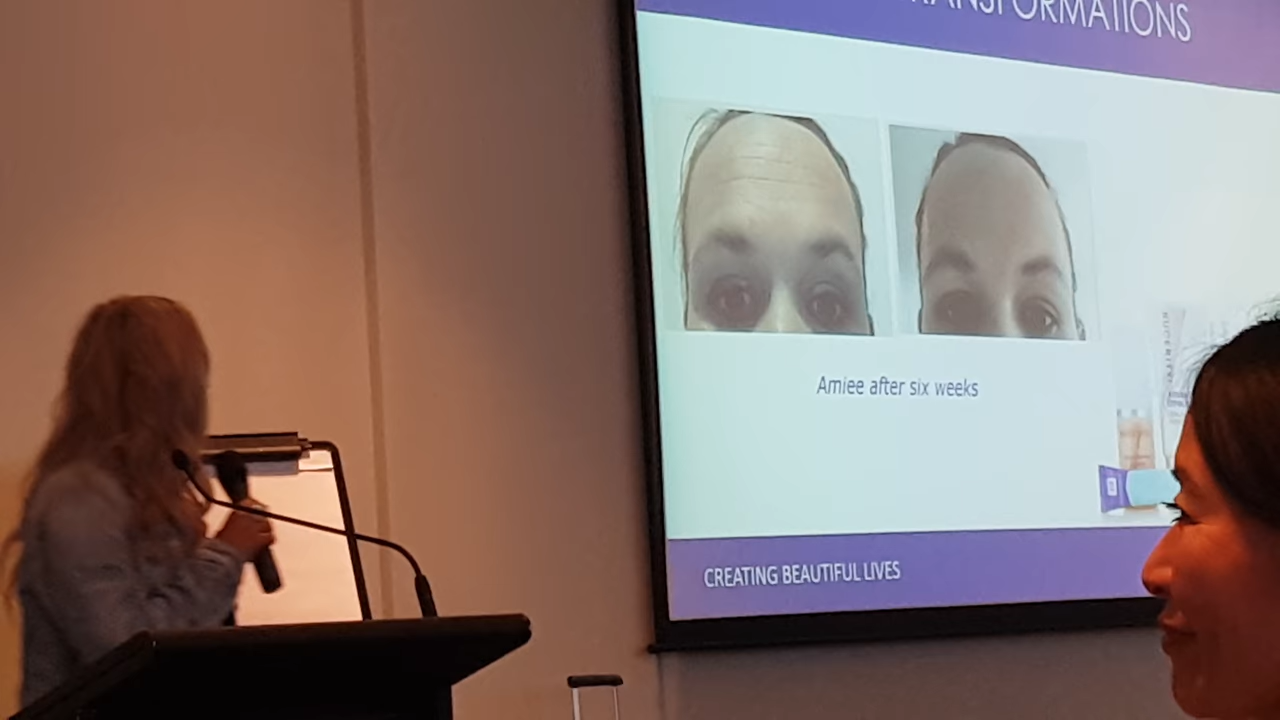 TRANSFORMATIONS
Amiee after six weeks
CREATING BEAUTIFUL LIVES